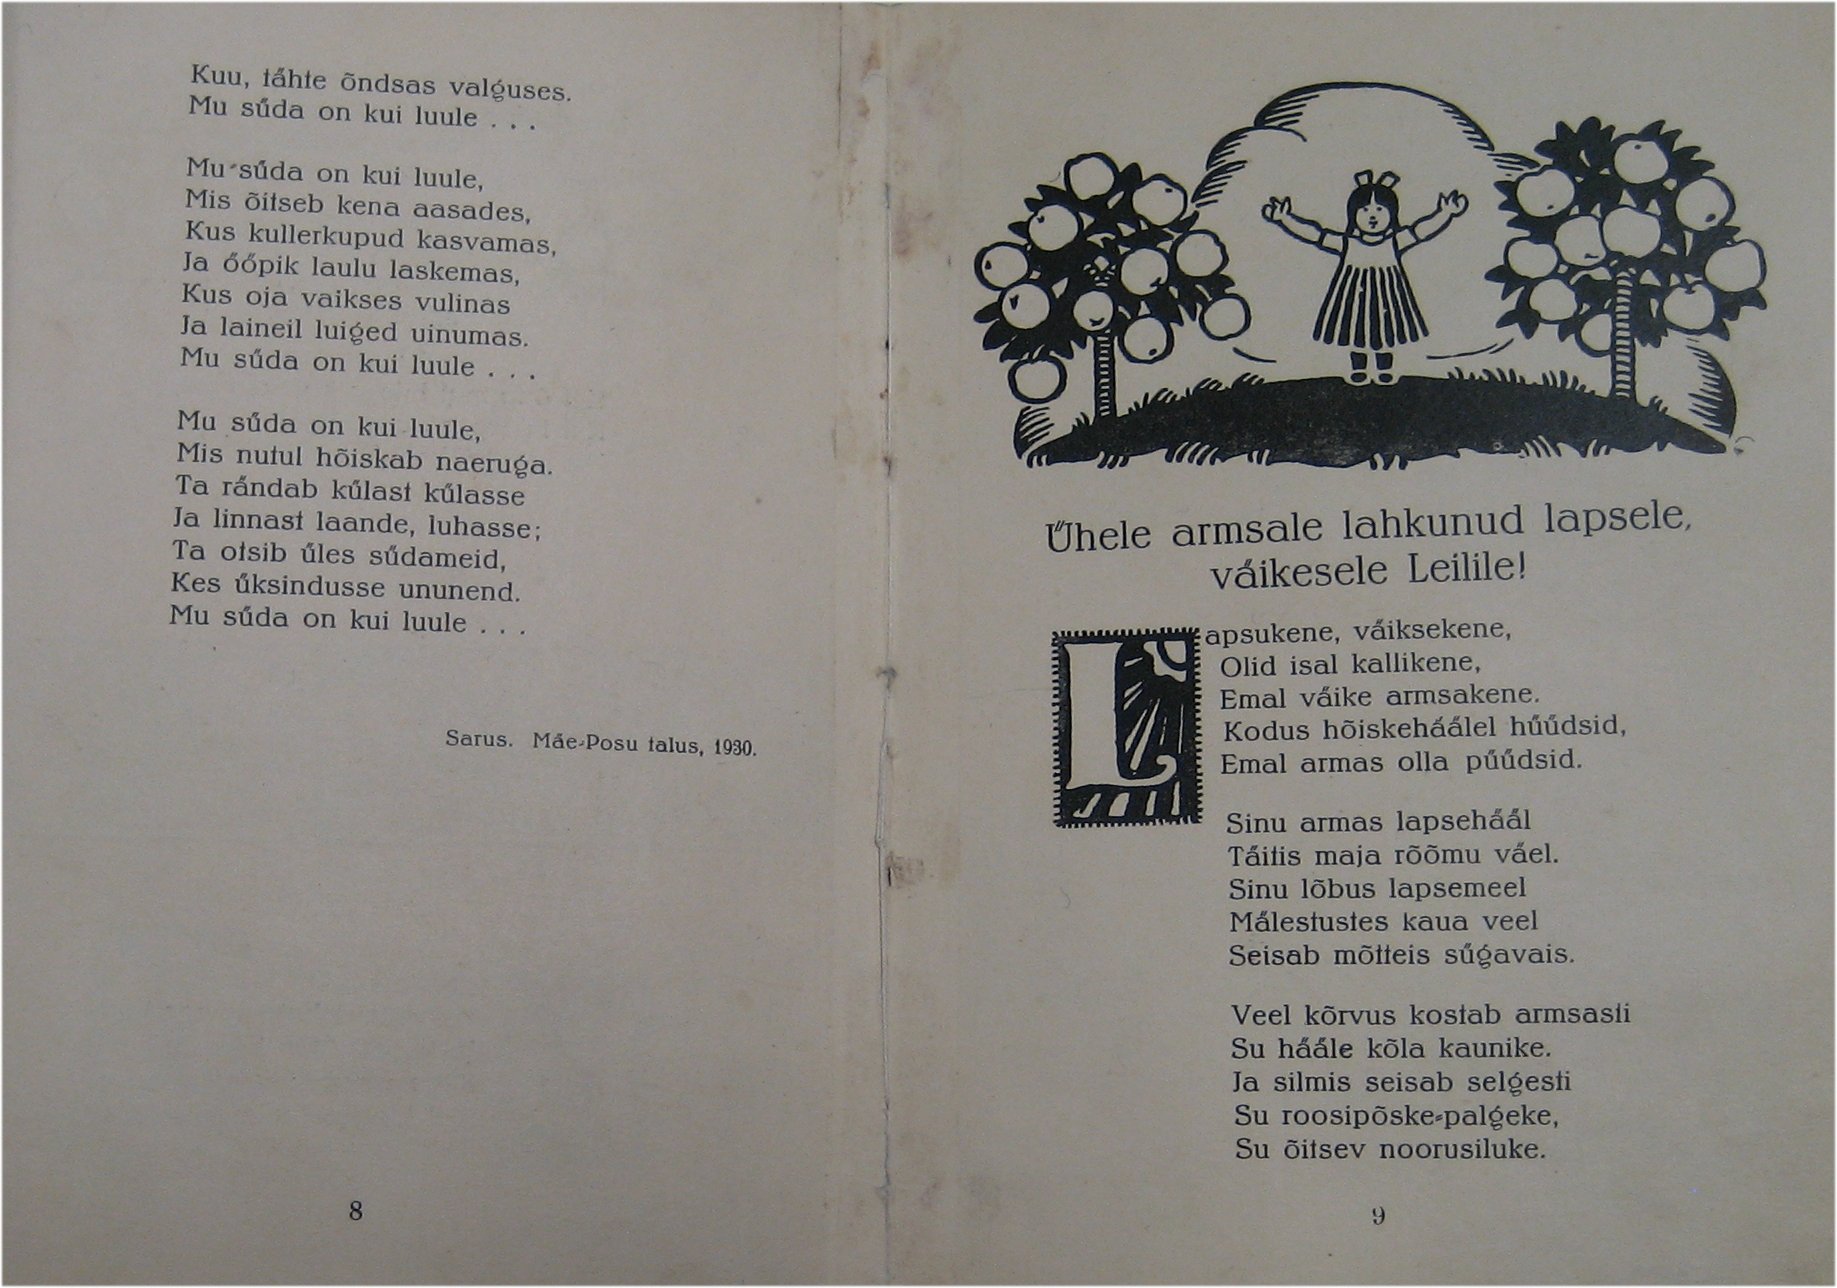 Kuu, tähte õndsas valguses.
Mu süda on kui luule . . .
Mu süda on kui luule,
Mis õitseb kena aasades,
Kus kullerkupud kasvamas,
Ja ööpik laulu laskemas,
Kus oja vaikses vulinas
Ja laineil luiged uinumas.
Mu süda on kui luule . . .
Mu süda on kui luule,
Mis nutul hõiskab naeruga.
Ta rändab külast külasse
Ja linnast laande, luhasse;
Ta otsib üles südameid,
Kes üksindusse ununend.
Mu süda on kui luule . . .
Sarus. Mäe-Posu talus, 1930.
8
Ühele armsale lahkunud lapsele,
väikesele Leilile!
Lapsukene, väiksekene,
Olid isal kallikene,
Emal väike armsakene.
Kodus hõiskehäälel hüüdsid,
Emal armas olla püüdsid.
Sinu armas lapsehääl
Täitis maja rõõmu väel.
Sinu lõbus lapsemeel
Mälestustes kaua veel
Seisab mõtteis sügavais.
Veel kõrvus kostab armsasti
Su hääle kõla kaunike.
Ja silmis seisab selgesti
Su roosipõske-palgeke,
Su õitsev noorusiluke.
9